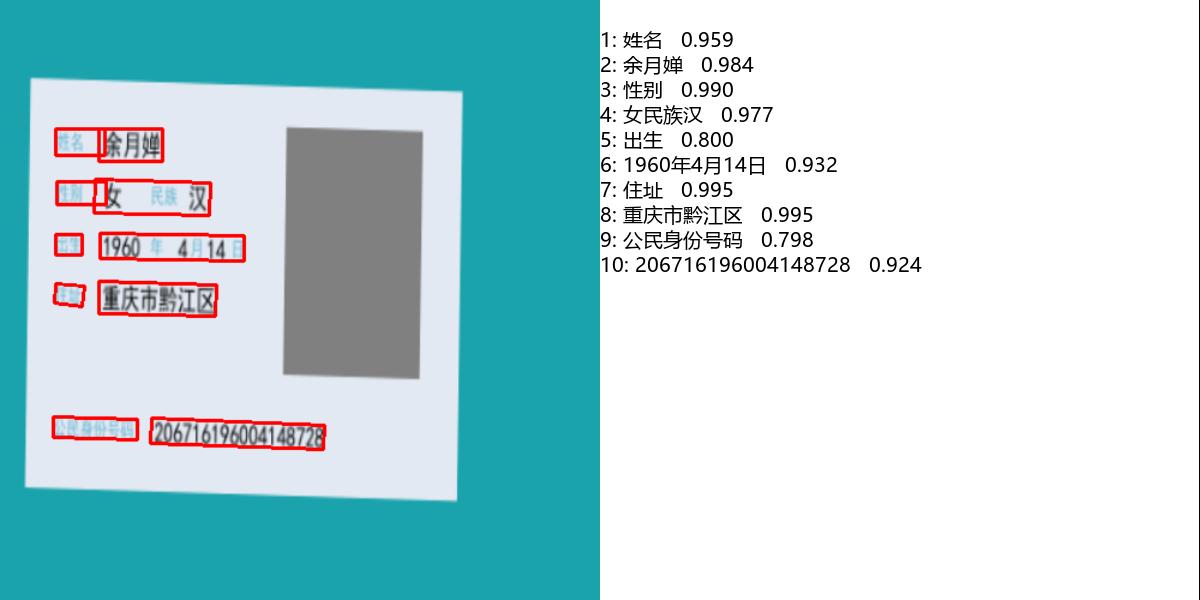 姓名 余月婵
性别 女 民族 汉
出生 1960 年 4 月 14 日
住址 重庆市黔江区
公民身份号码 206716196004148728
1: 姓名 0.959
2: 余月婵 0.984
3: 性别 0.990
4: 女民族汉 0.977
5: 出生 0.800
6: 1960年4月14日 0.932
7: 住址 0.995
8: 重庆市黔江区 0.995
9: 公民身份号码 0.798
10: 206716196004148728 0.924